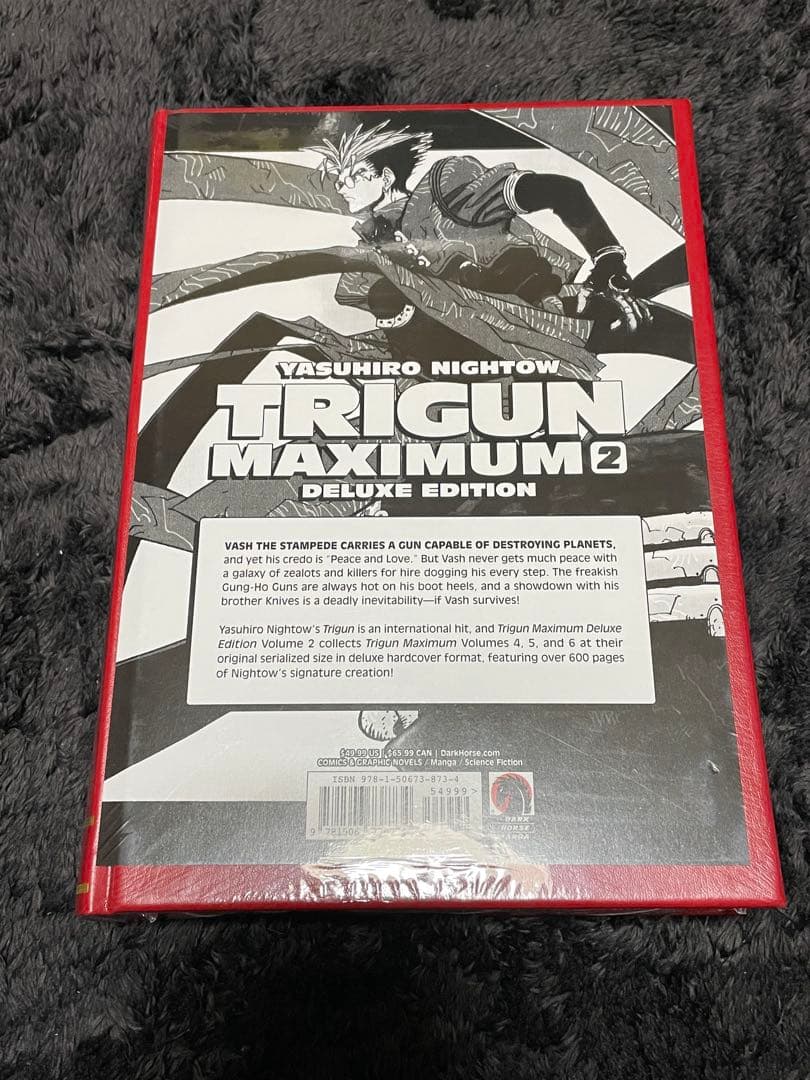 YASUHIRO NIGHTOW
TRIGUN
MAXIMUM 2
DELUXE EDITION
VASH THE STAMPEDE CARRIES A GUN CAPABLE OF DESTROYING PLANETS,
and yet his credo is "Peace and Love." But Vash never gets much peace with
a galaxy of zealots and killers for hire dogging his every step. The freakish
Gung-Ho Guns are always hot on his boot heels, and a showdown with his
brother Knives is a deadly inevitability—if Vash survives!
Yasuhiro Nightow's Trigun is an international hit, and Trigun Maximum Deluxe
Edition Volume 2 collects Trigun Maximum Volumes 4, 5, and 6 at their
original serialized size in deluxe hardcover format, featuring over 600 pages
of Nightow's signature creation!
$49.99 US | $65.99 CAN | DarkHorse.com
COMICS & GRAPHIC NOVELS / Manga / Science Fiction
ISBN 978-1-50673-873-4
54999>
9 781506
DARK
HORSE
MANGA